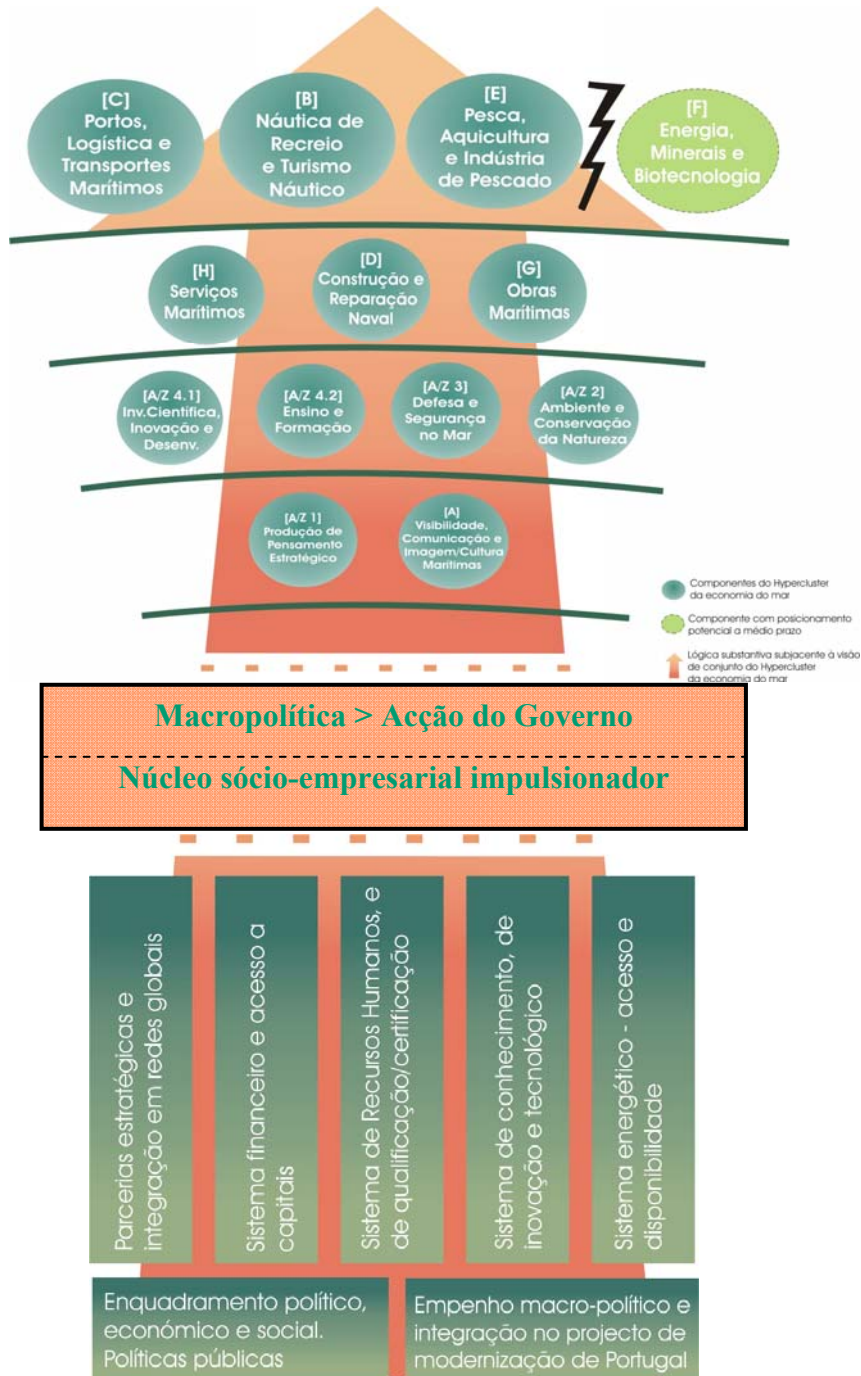 [C]
Portos,
Logística e
Transportes
Marítimos
[B]
Náutica de
Recreio
e Turismo
Náutico
[E]
Pesca,
Aquicultura
e Indústria
de Pescado
[F]
Energia,
Minerais e
Biotecnologia
[H]
Serviços
Marítimos
[D]
Construção e
Reparação
Naval
[G]
Obras
Marítimas
[A/Z 4.1]
Inv.Científica,
Inovação e
Desenv.
[A/Z 4.2]
Ensino e
Formação
[A/Z 3]
Defesa e
Segurança
no Mar
[A/Z 2]
Ambiente e
Conservação
da Natureza
[A/Z 1]
Produção de
Pensamento
Estratégico
[A]
Visibilidade,
Comunicação e
Imagem/Cultura
Marítimas
Componentes do Hypercluster
da economia do mar
Componente com posicionamento
potencial a médio prazo
Lógica substantiva subjacente à visão
de conjunto do Hypercluster
da economia do mar
Macropolítica > Acção do Governo
Núcleo sócio-empresarial impulsionador
Parcerias estratégicas e
integração em redes globais
Sistema financeiro e acesso a
capitais
Sistema de Recursos Humanos, e
de qualificação/certificação
Sistema de conhecimento, de
inovação e tecnológico
Sistema energético - acesso e
disponibilidade
Enquadramento político,
económico e social.
Políticas públicas
Empenho macro-político e
integração no projecto de
modernização de Portugal